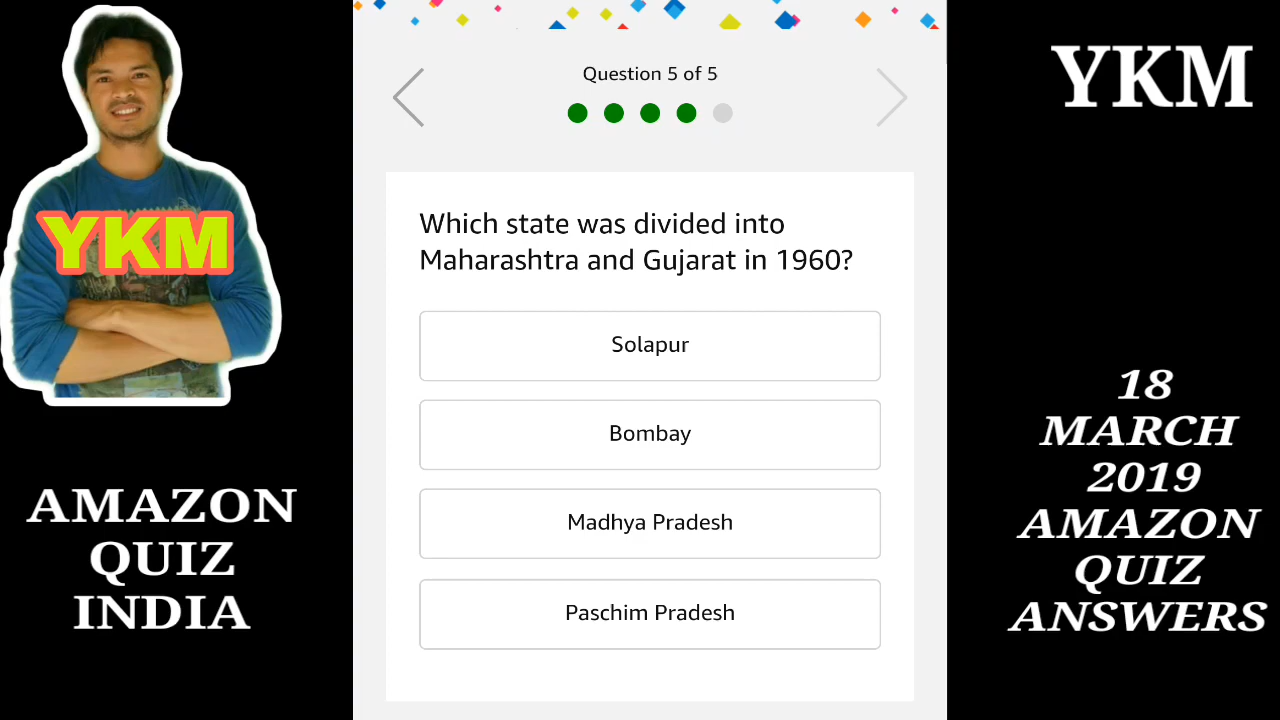 YKM
AMAZON
QUIZ
INDIA
Question 5 of 5
Which state was divided into
Maharashtra and Gujarat in 1960?
Solapur
Bombay
Madhya Pradesh
Paschim Pradesh
YKM
18
MARCH
2019
AMAZON
QUIZ
ANSWERS